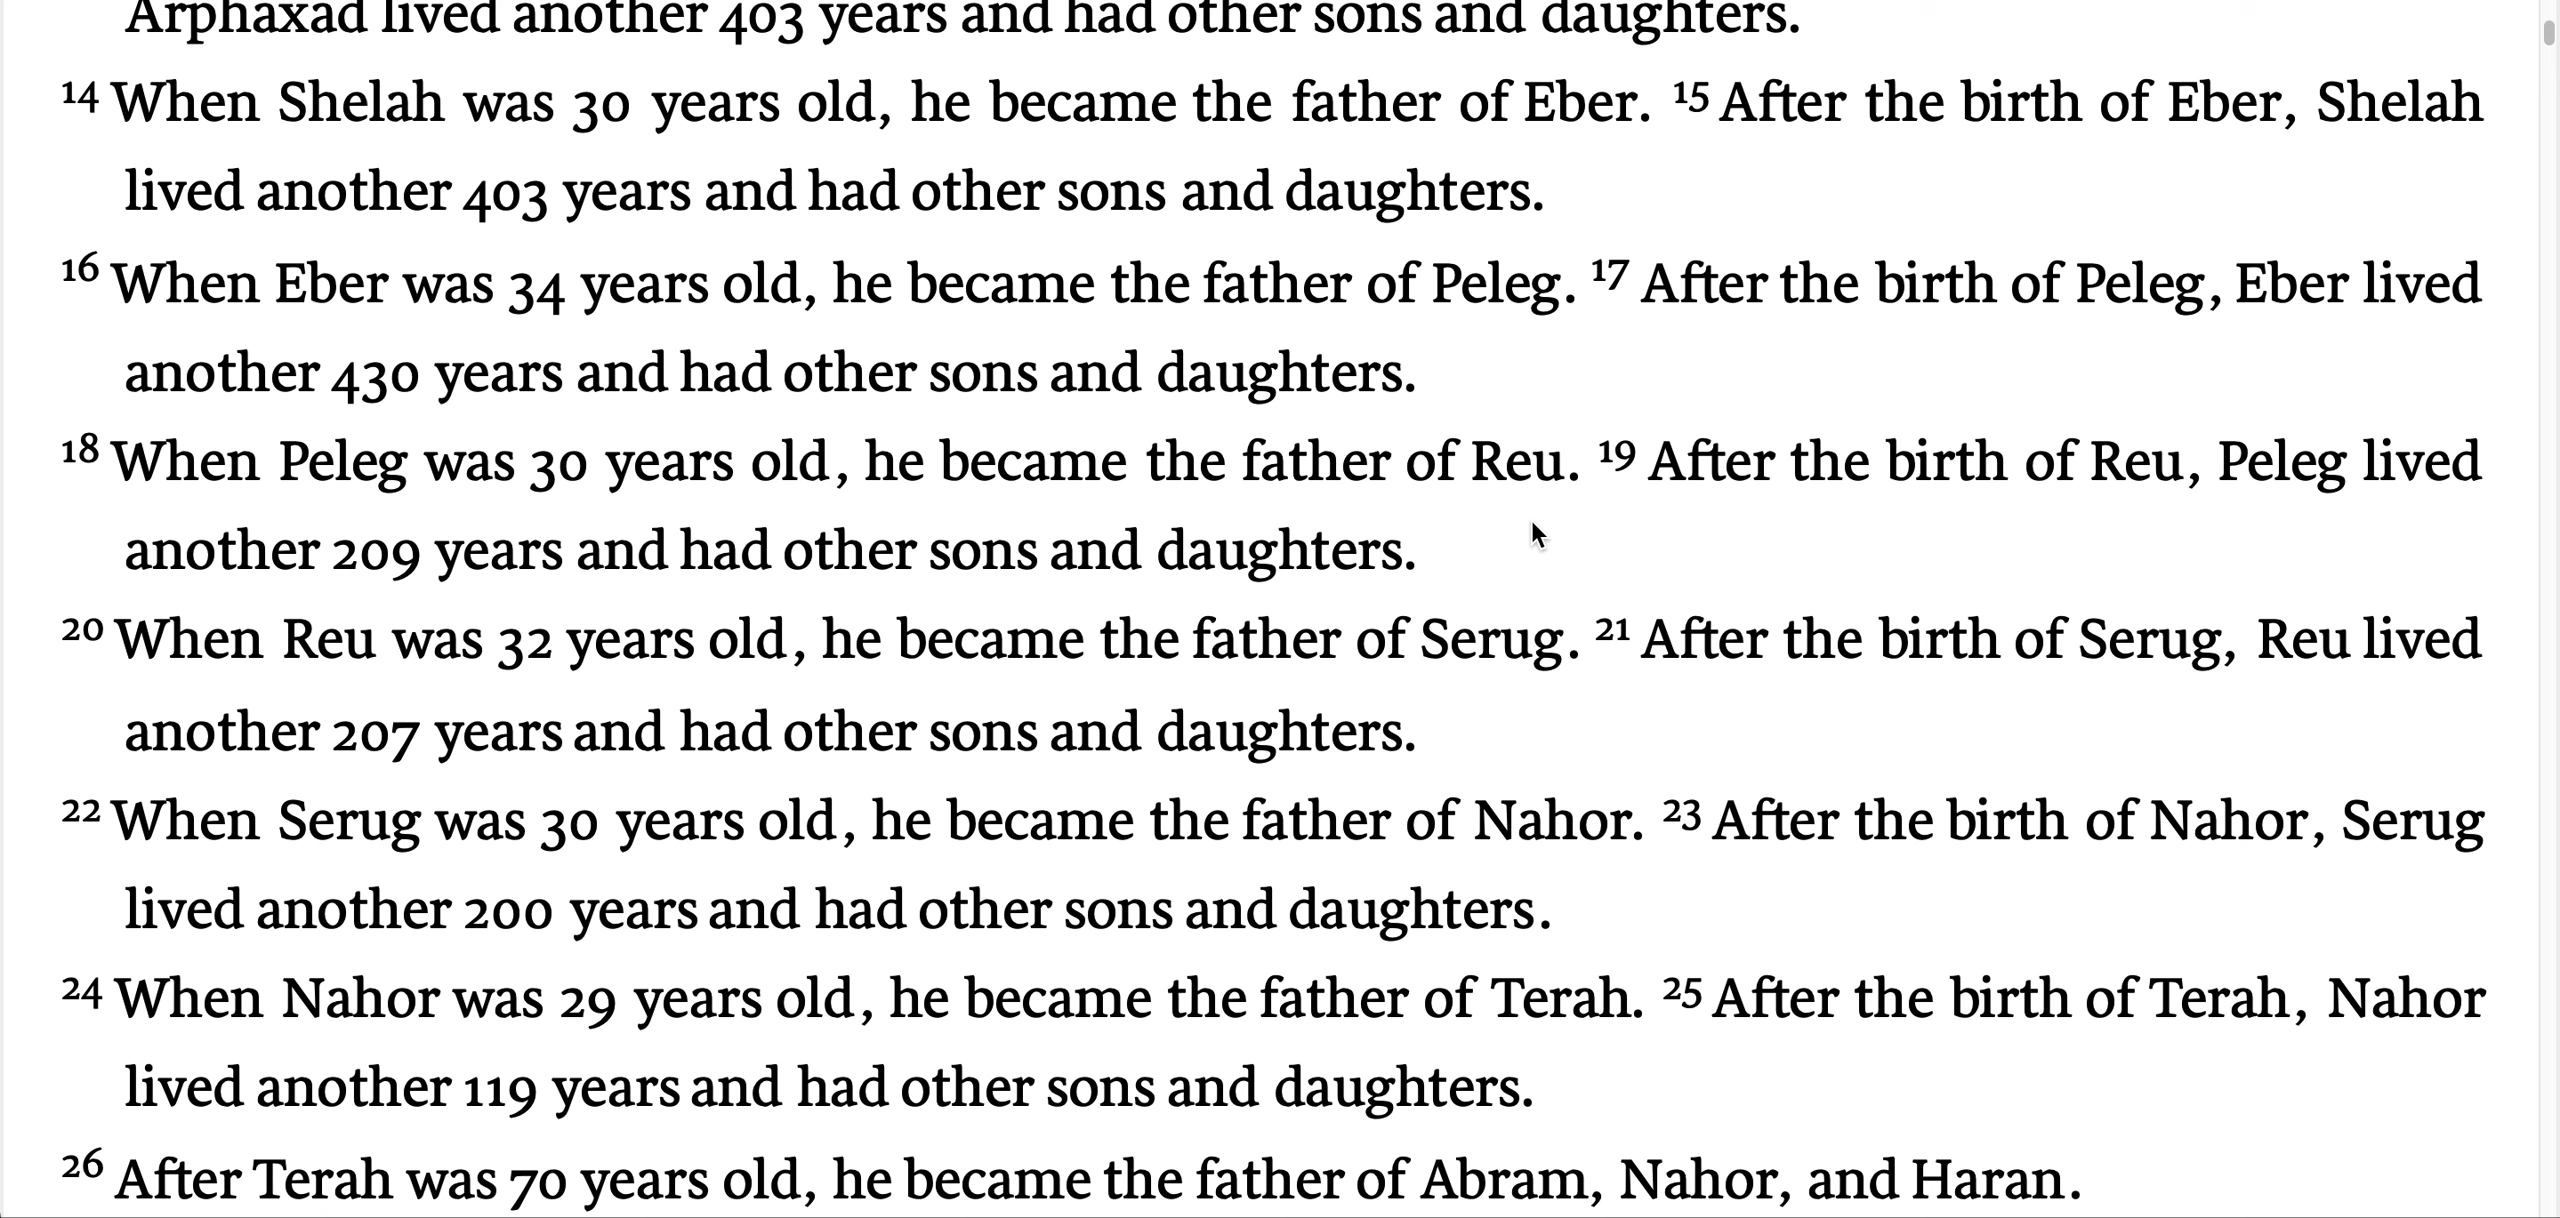 Arphaxad lived another 403 years and had other sons and daughters.
14 When Shelah was 30 years old, he became the father of Eber. 15 After the birth of Eber, Shelah
lived another 403 years and had other sons and daughters.
16 When Eber was 34 years old, he became the father of Peleg. 17 After the birth of Peleg, Eber lived
another 430 years and had other sons and daughters.
18 When Peleg was 30 years old, he became the father of Reu. 19 After the birth of Reu, Peleg lived
another 209 years and had other sons and daughters.
20 When Reu was 32 years old, he became the father of Serug. 21 After the birth of Serug, Reu lived
another 207 years and had other sons and daughters.
22 When Serug was 30 years old, he became the father of Nahor. 23 After the birth of Nahor, Serug
lived another 200 years and had other sons and daughters.
24 When Nahor was 29 years old, he became the father of Terah. 25 After the birth of Terah, Nahor
lived another 119 years and had other sons and daughters.
26 After Terah was 70 years old, he became the father of Abram, Nahor, and Haran.